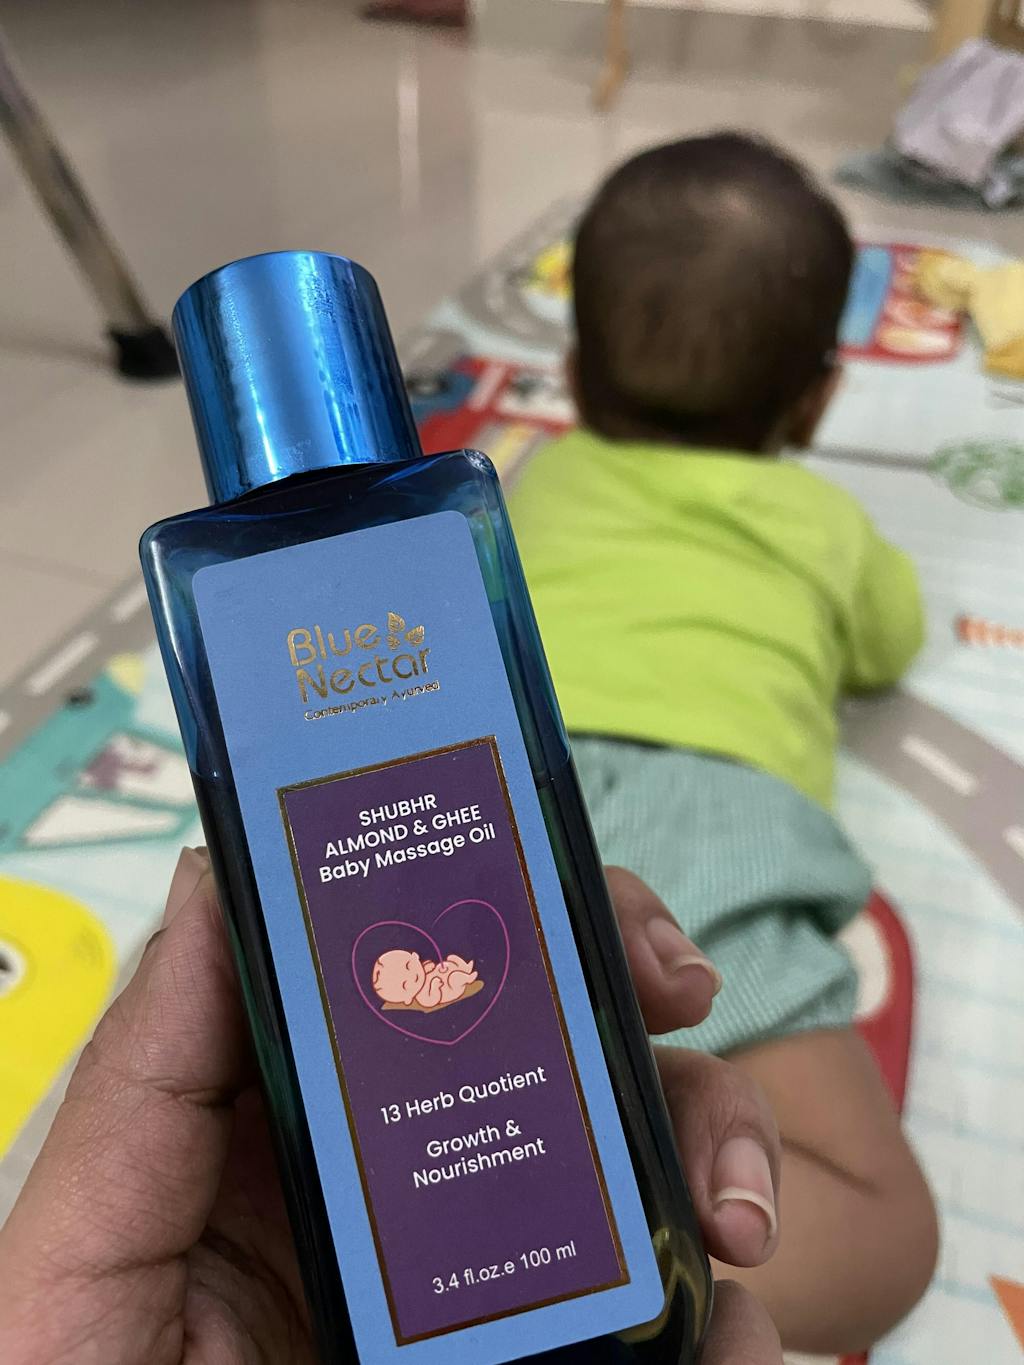 Blue
Nectar
Contemporary Ayurved
SHUBHR
ALMOND & GHEE
Baby Massage Oil
13 Herb Quotient
Growth &
Nourishment
3.4 fl.oz.e 100 ml